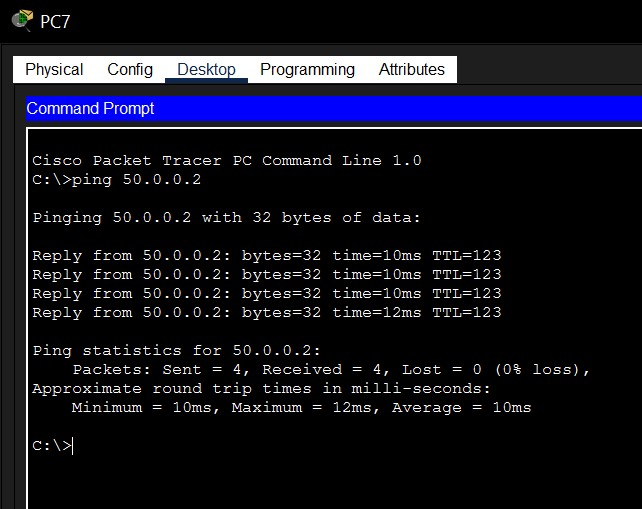 PC7
Physical Config Desktop Programming Attributes
Command Prompt
Cisco Packet Tracer PC Command Line 1.0
C:\>ping 50.0.0.2
Pinging 50.0.0.2 with 32 bytes of data:
Reply from 50.0.0.2: bytes=32 time=10ms TTL=123
Reply from 50.0.0.2: bytes=32 time=10ms TTL=123
Reply from 50.0.0.2: bytes=32 time=10ms TTL=123
Reply from 50.0.0.2: bytes=32 time=12ms TTL=123
Ping statistics for 50.0.0.2:
Packets: Sent = 4, Received = 4, Lost = 0 (0% loss),
Approximate round trip times in milli-seconds:
Minimum = 10ms, Maximum = 12ms, Average = 10ms
C:\>